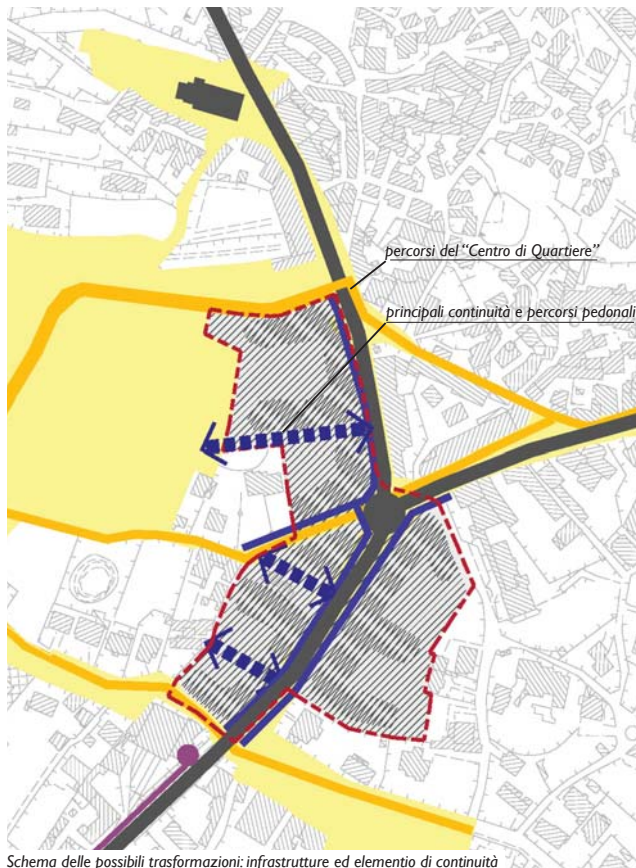 percorsi del “Centro di Quartiere”
principali continuità e percorsi pedonali
Schema delle possibili trasformazioni: infrastrutture ed elementio di continuità